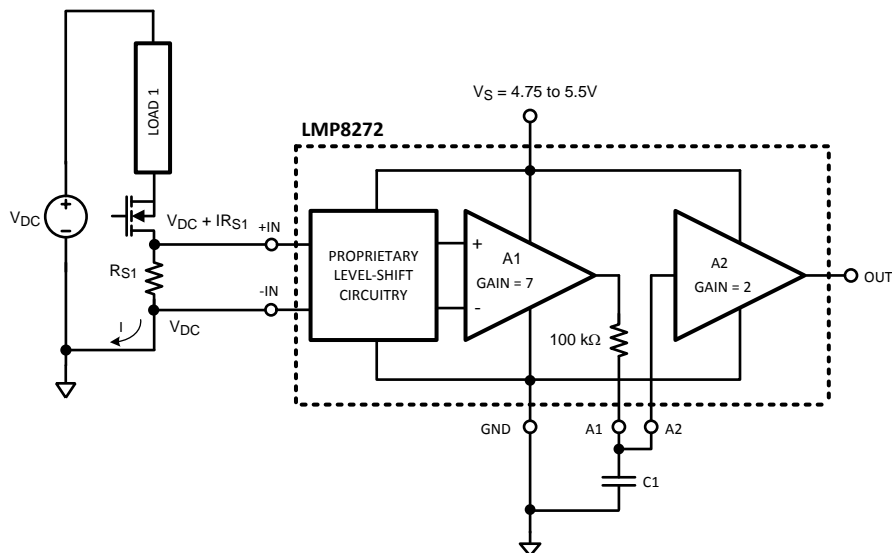 LOAD 1
V_DC
+
−
V_DC + IR_S1
R_S1
I
V_DC
+IN
-IN
V_S = 4.75 to 5.5V
LMP8272
PROPRIETARY
LEVEL-SHIFT
CIRCUITRY
+
-
A1
GAIN = 7
100 kΩ
A2
GAIN = 2
OUT
GND
A1
A2
C1